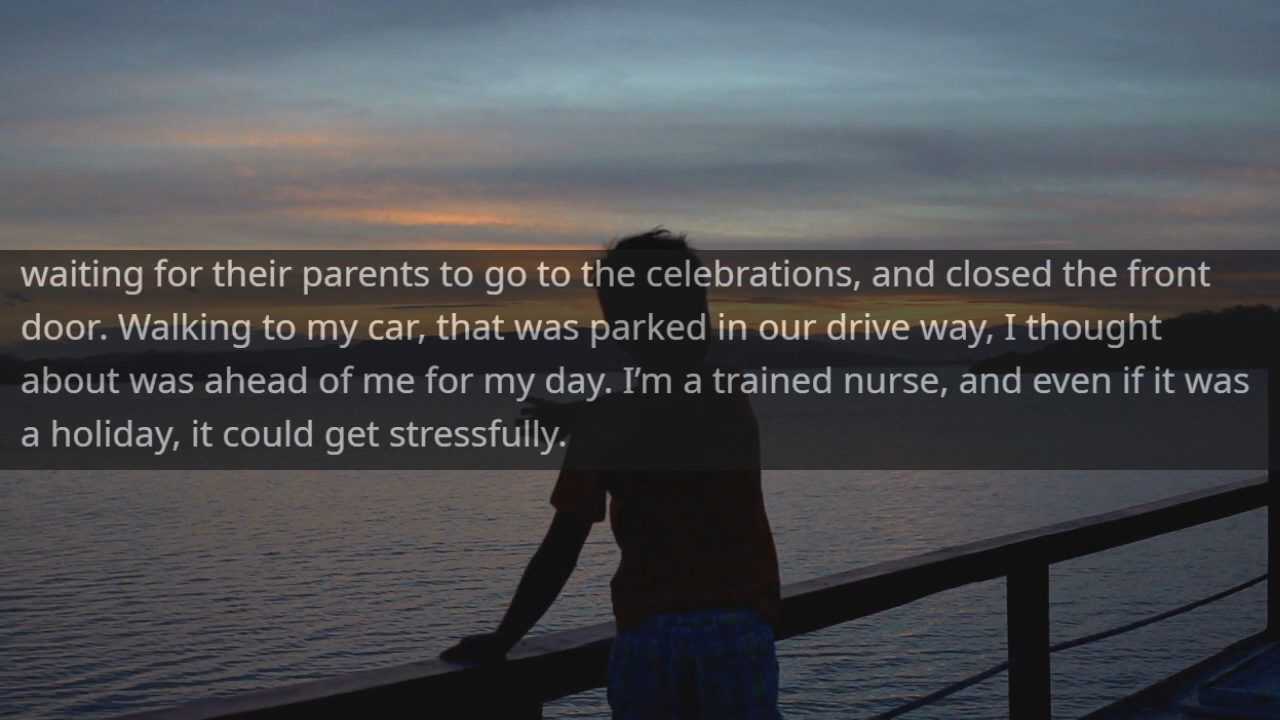 waiting for their parents to go to the celebrations, and closed the front
door. Walking to my car, that was parked in our drive way, I thought
about was ahead of me for my day. I’m a trained nurse, and even if it was
a holiday, it could get stressfully.